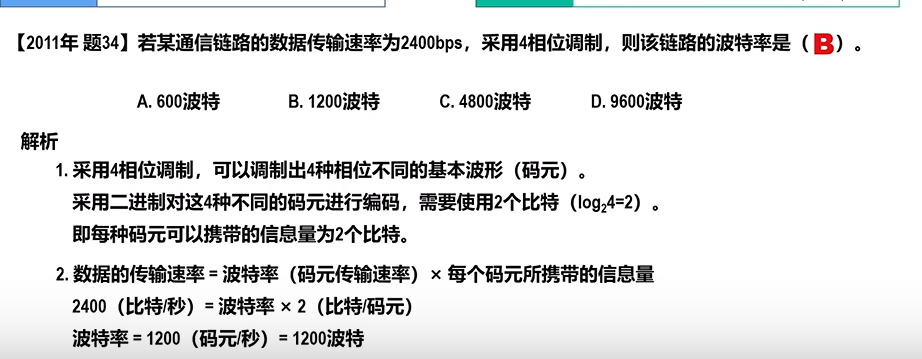 【2011年 题34】若某通信链路的数据传输速率为2400bps，采用4相位调制，则该链路的波特率是（B）。
A. 600波特 B. 1200波特 C. 4800波特 D. 9600波特
解析
1. 采用4相位调制，可以调制出4种相位不同的基本波形（码元）。
采用二进制对这4种不同的码元进行编码，需要使用2个比特（log₂4=2）。
即每种码元可以携带的信息量为2个比特。
2. 数据的传输速率 = 波特率（码元传输速率）× 每个码元所携带的信息量
2400（比特/秒）= 波特率 × 2（比特/码元）
波特率 = 1200（码元/秒）= 1200波特